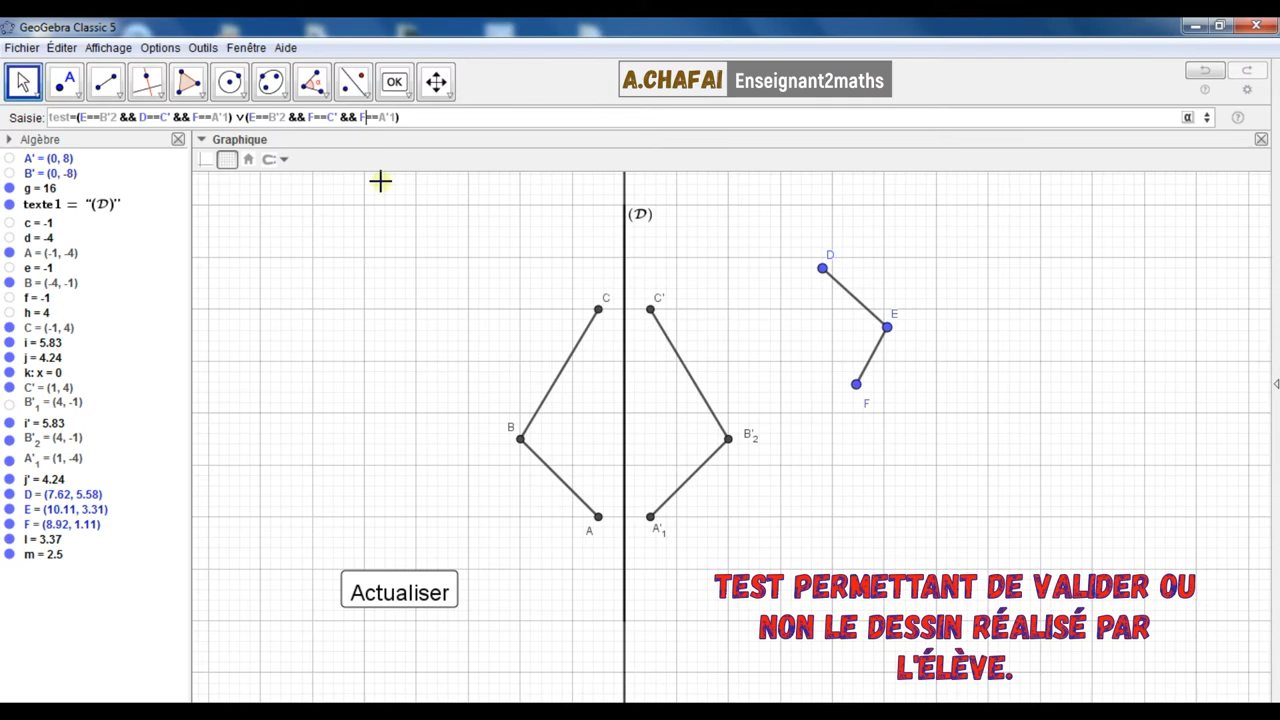 GeoGebra Classic 5
Fichier Éditer Affichage Options Outils Fenêtre Aide
A
OK
A.CHAFAI Enseignant2maths
Saisie: test=(E==B'2 && D==C' && F==A'1) ∨(E==B'2 && F==C' && F==A'1)
α
Algèbre
Graphique
A' = (0, 8)
B' = (0, -8)
g = 16
texte1 = "(D)"
c = -1
d = -4
A = (-1, -4)
e = -1
B = (-4, -1)
f = -1
h = 4
C = (-1, 4)
i = 5.83
j = 4.24
k: x = 0
C' = (1, 4)
B'₁ = (4, -1)
i' = 5.83
B'₂ = (4, -1)
A'₁ = (1, -4)
j' = 4.24
D = (7.62, 5.58)
E = (10.11, 3.31)
F = (8.92, 1.11)
l = 3.37
m = 2.5
(D)
D
C
C'
E
F
B
B'₂
A
A'₁
Actualiser
TEST PERMETTANT DE VALIDER OU
NON LE DESSIN RÉALISÉ PAR
L'ÉLÈVE.